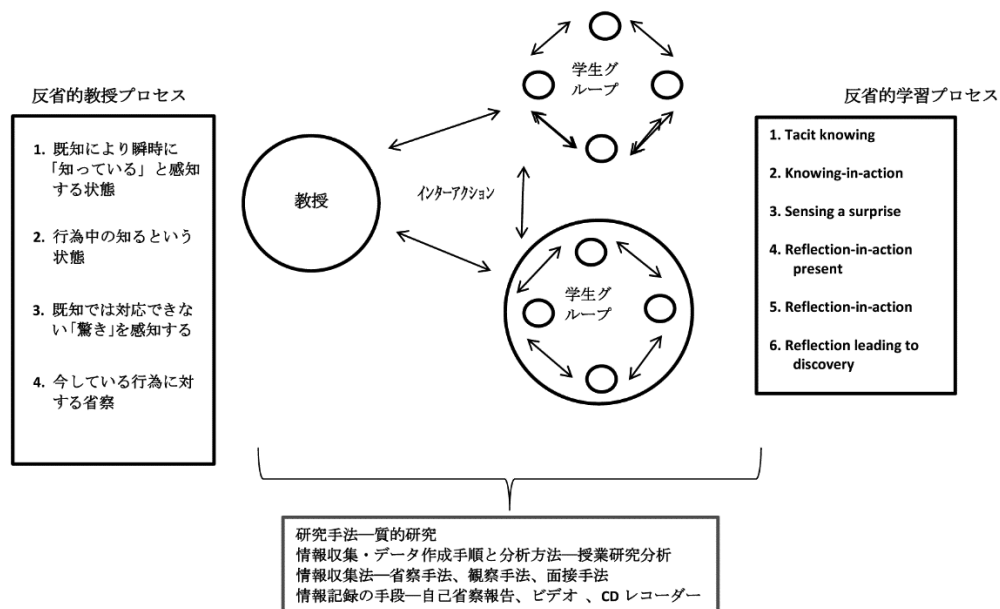 反省的教授プロセス
1. 既知により瞬時に
「知っている」と感知
する状態
2. 行為中の知るという
状態
3. 既知では対応できな
い「驚き」を感知する
4. 今している行為に対
する省察
教授
インターアクション
学生グ
ループ
学生グ
ループ
反省的学習プロセス
1. Tacit knowing
2. Knowing-in-action
3. Sensing a surprise
4. Reflection-in-action
present
5. Reflection-in-action
6. Reflection leading to
discovery
研究手法―質的研究
情報収集・データ作成手順と分析方法―授業研究分析
情報収集法―省察手法、観察手法、面接手法
情報記録の手段―自己省察報告、ビデオ 、CD レコーダー